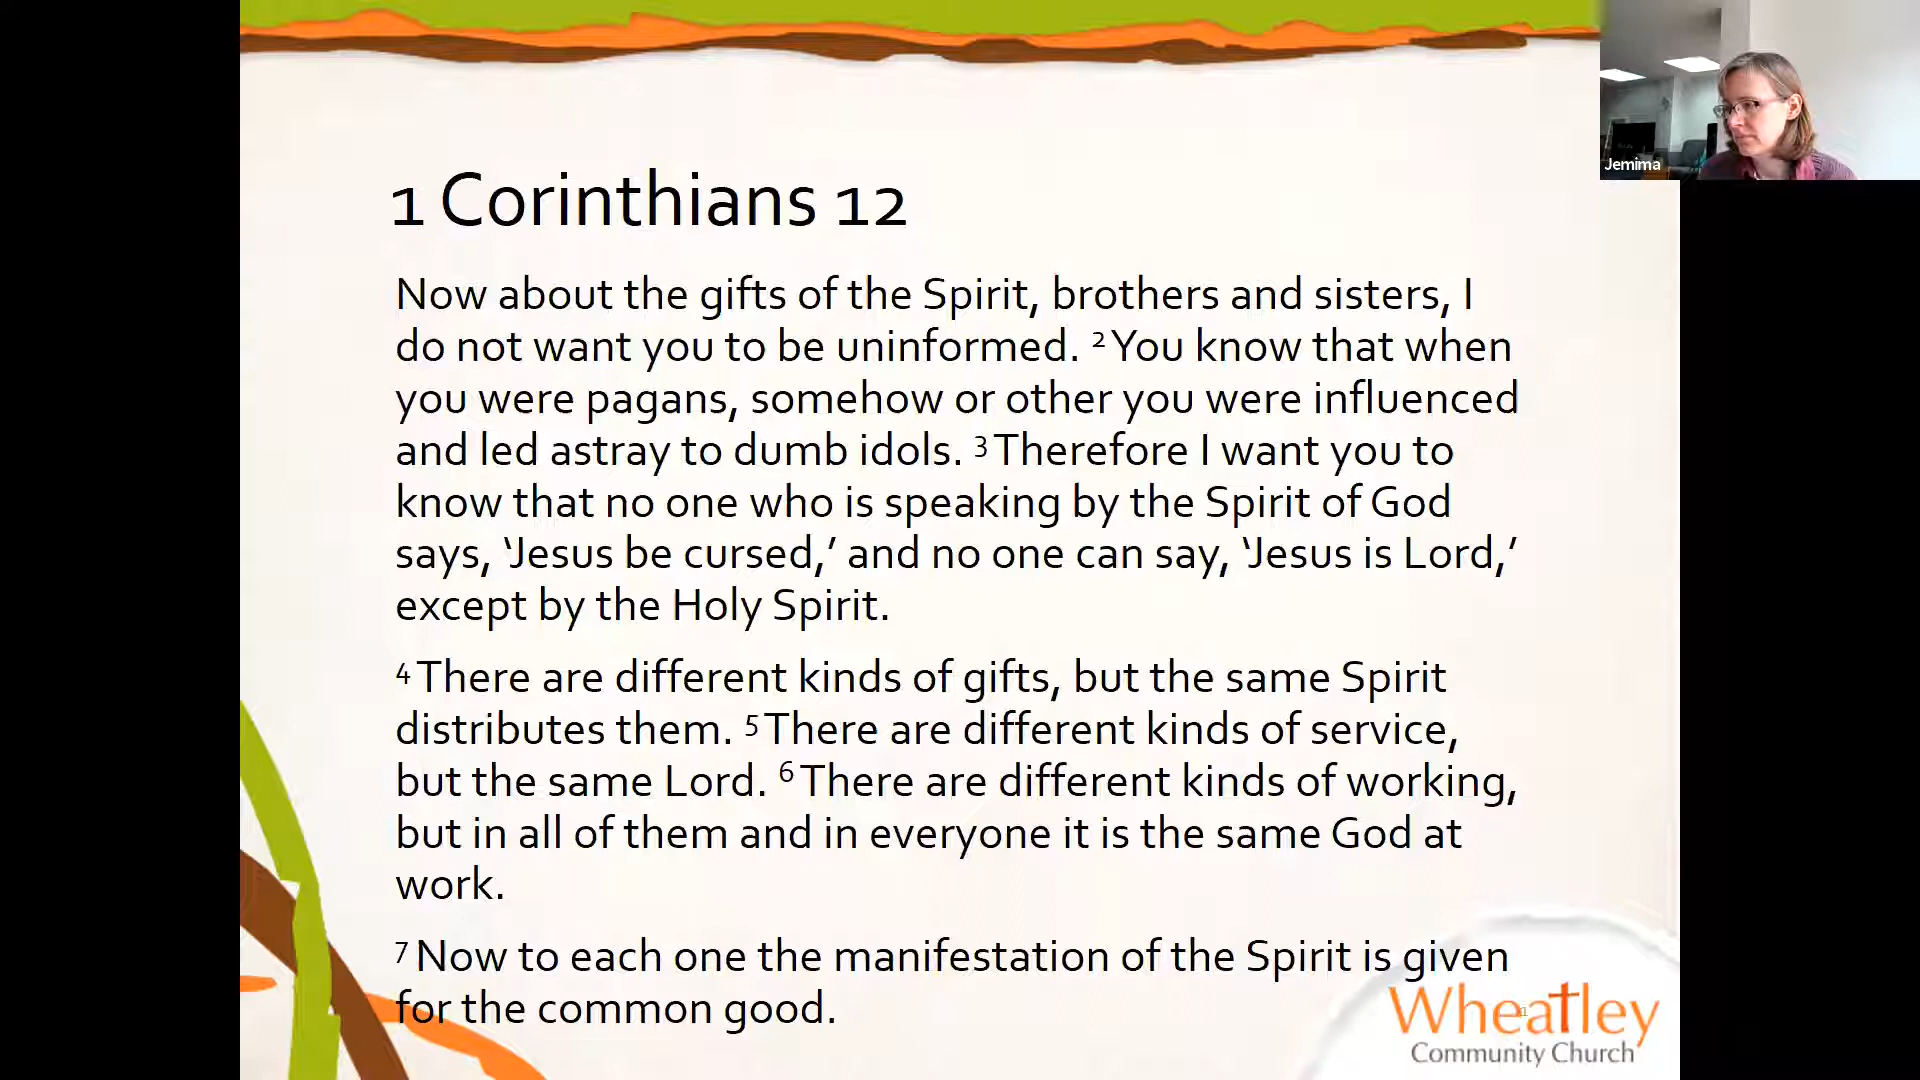 Jemima
1 Corinthians 12
Now about the gifts of the Spirit, brothers and sisters, I
do not want you to be uninformed. ² You know that when
you were pagans, somehow or other you were influenced
and led astray to dumb idols. ³ Therefore I want you to
know that no one who is speaking by the Spirit of God
says, ‘Jesus be cursed,’ and no one can say, ‘Jesus is Lord,’
except by the Holy Spirit.
⁴ There are different kinds of gifts, but the same Spirit
distributes them. ⁵ There are different kinds of service,
but the same Lord. ⁶ There are different kinds of working,
but in all of them and in everyone it is the same God at
work.
⁷ Now to each one the manifestation of the Spirit is given
for the common good.
Wheatley
Community Church